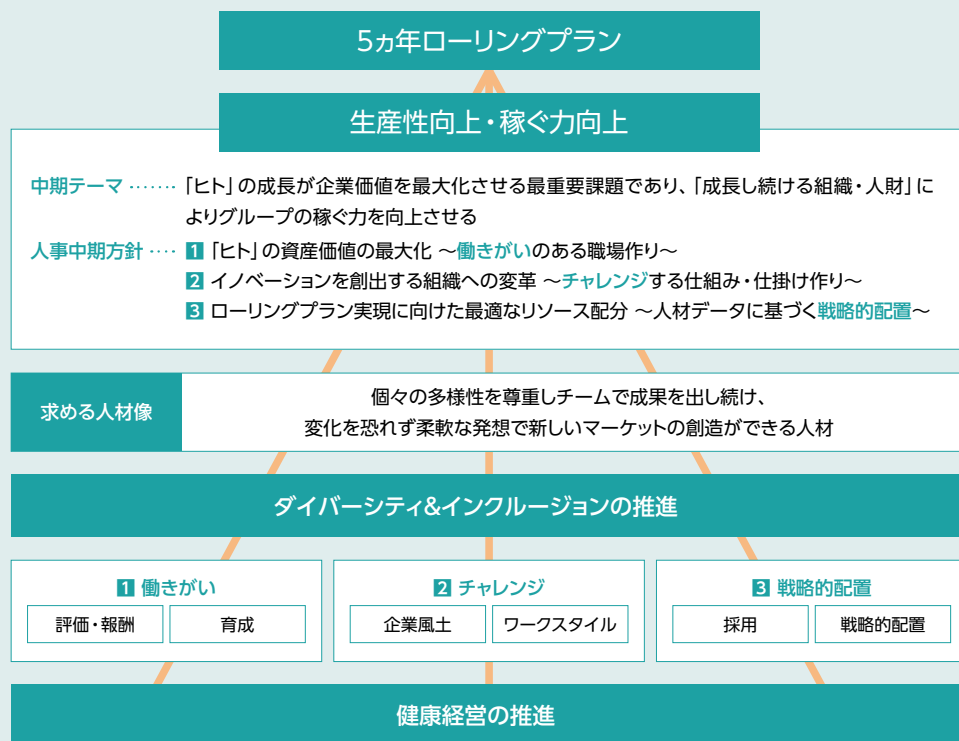 5ヵ年ローリングプラン
生産性向上・稼ぐ力向上
中期テーマ ……. 「ヒト」の成長が企業価値を最大化させる最重要課題であり、「成長し続ける組織・人財」に
よりグループの稼ぐ力を向上させる
人事中期方針 …. 1 「ヒト」の資産価値の最大化 ～働きがいのある職場作り～
2 イノベーションを創出する組織への変革 ～チャレンジする仕組み・仕掛け作り～
3 ローリングプラン実現に向けた最適なリソース配分 ～人材データに基づく戦略的配置～
求める人材像
個々の多様性を尊重しチームで成果を出し続け、
変化を恐れず柔軟な発想で新しいマーケットの創造ができる人材
ダイバーシティ&インクルージョンの推進
1 働きがい
評価・報酬
育成
2 チャレンジ
企業風土
ワークスタイル
3 戦略的配置
採用
戦略的配置
健康経営の推進